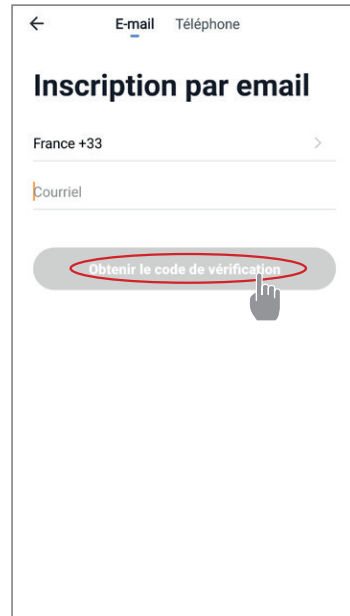 E-mail Téléphone
Inscription par email
France +33
Courriel
Obtenir le code de vérification